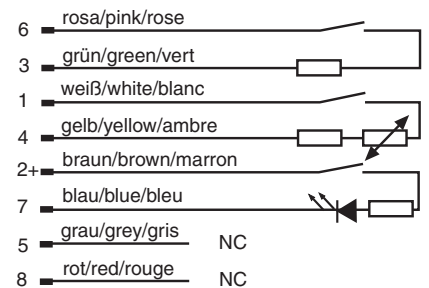 6 rosa/pink/rose
3 grün/green/vert
1 weiß/white/blanc
4 gelb/yellow/ambre
2+ braun/brown/marron
7 blau/blue/bleu
5 grau/grey/gris NC
8 rot/red/rouge NC